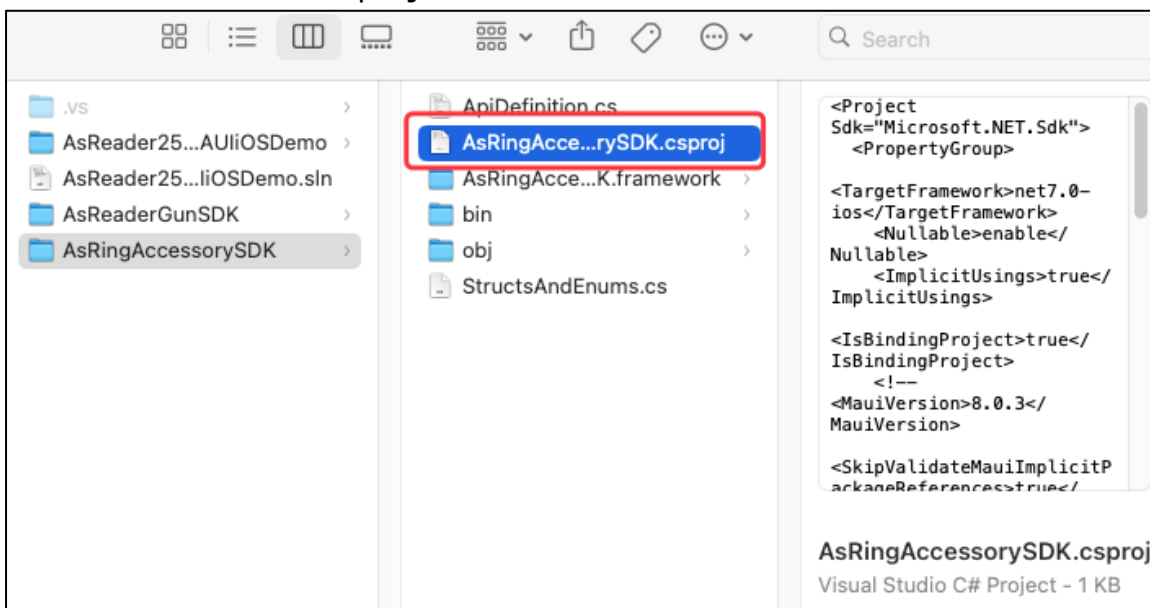 Search
.vs
AsReader25...AUIiOSDemo
AsReader25...liOSDemo.sln
AsReaderGunSDK
AsRingAccessorySDK
ApiDefinition.cs
AsRingAcce...rySDK.csproj
AsRingAcce...K.framework
bin
obj
StructsAndEnums.cs
<Project
Sdk="Microsoft.NET.Sdk">
<PropertyGroup>
<TargetFramework>net7.0-
ios</TargetFramework>
<Nullable>enable</
Nullable>
<ImplicitUsings>true</
ImplicitUsings>
<IsBindingProject>true</
IsBindingProject>
<!--
<MauiVersion>8.0.3</
MauiVersion>
<SkipValidateMauiImplicitP
ackageReferences>true</
AsRingAccessorySDK.csproj
Visual Studio C# Project - 1 KB